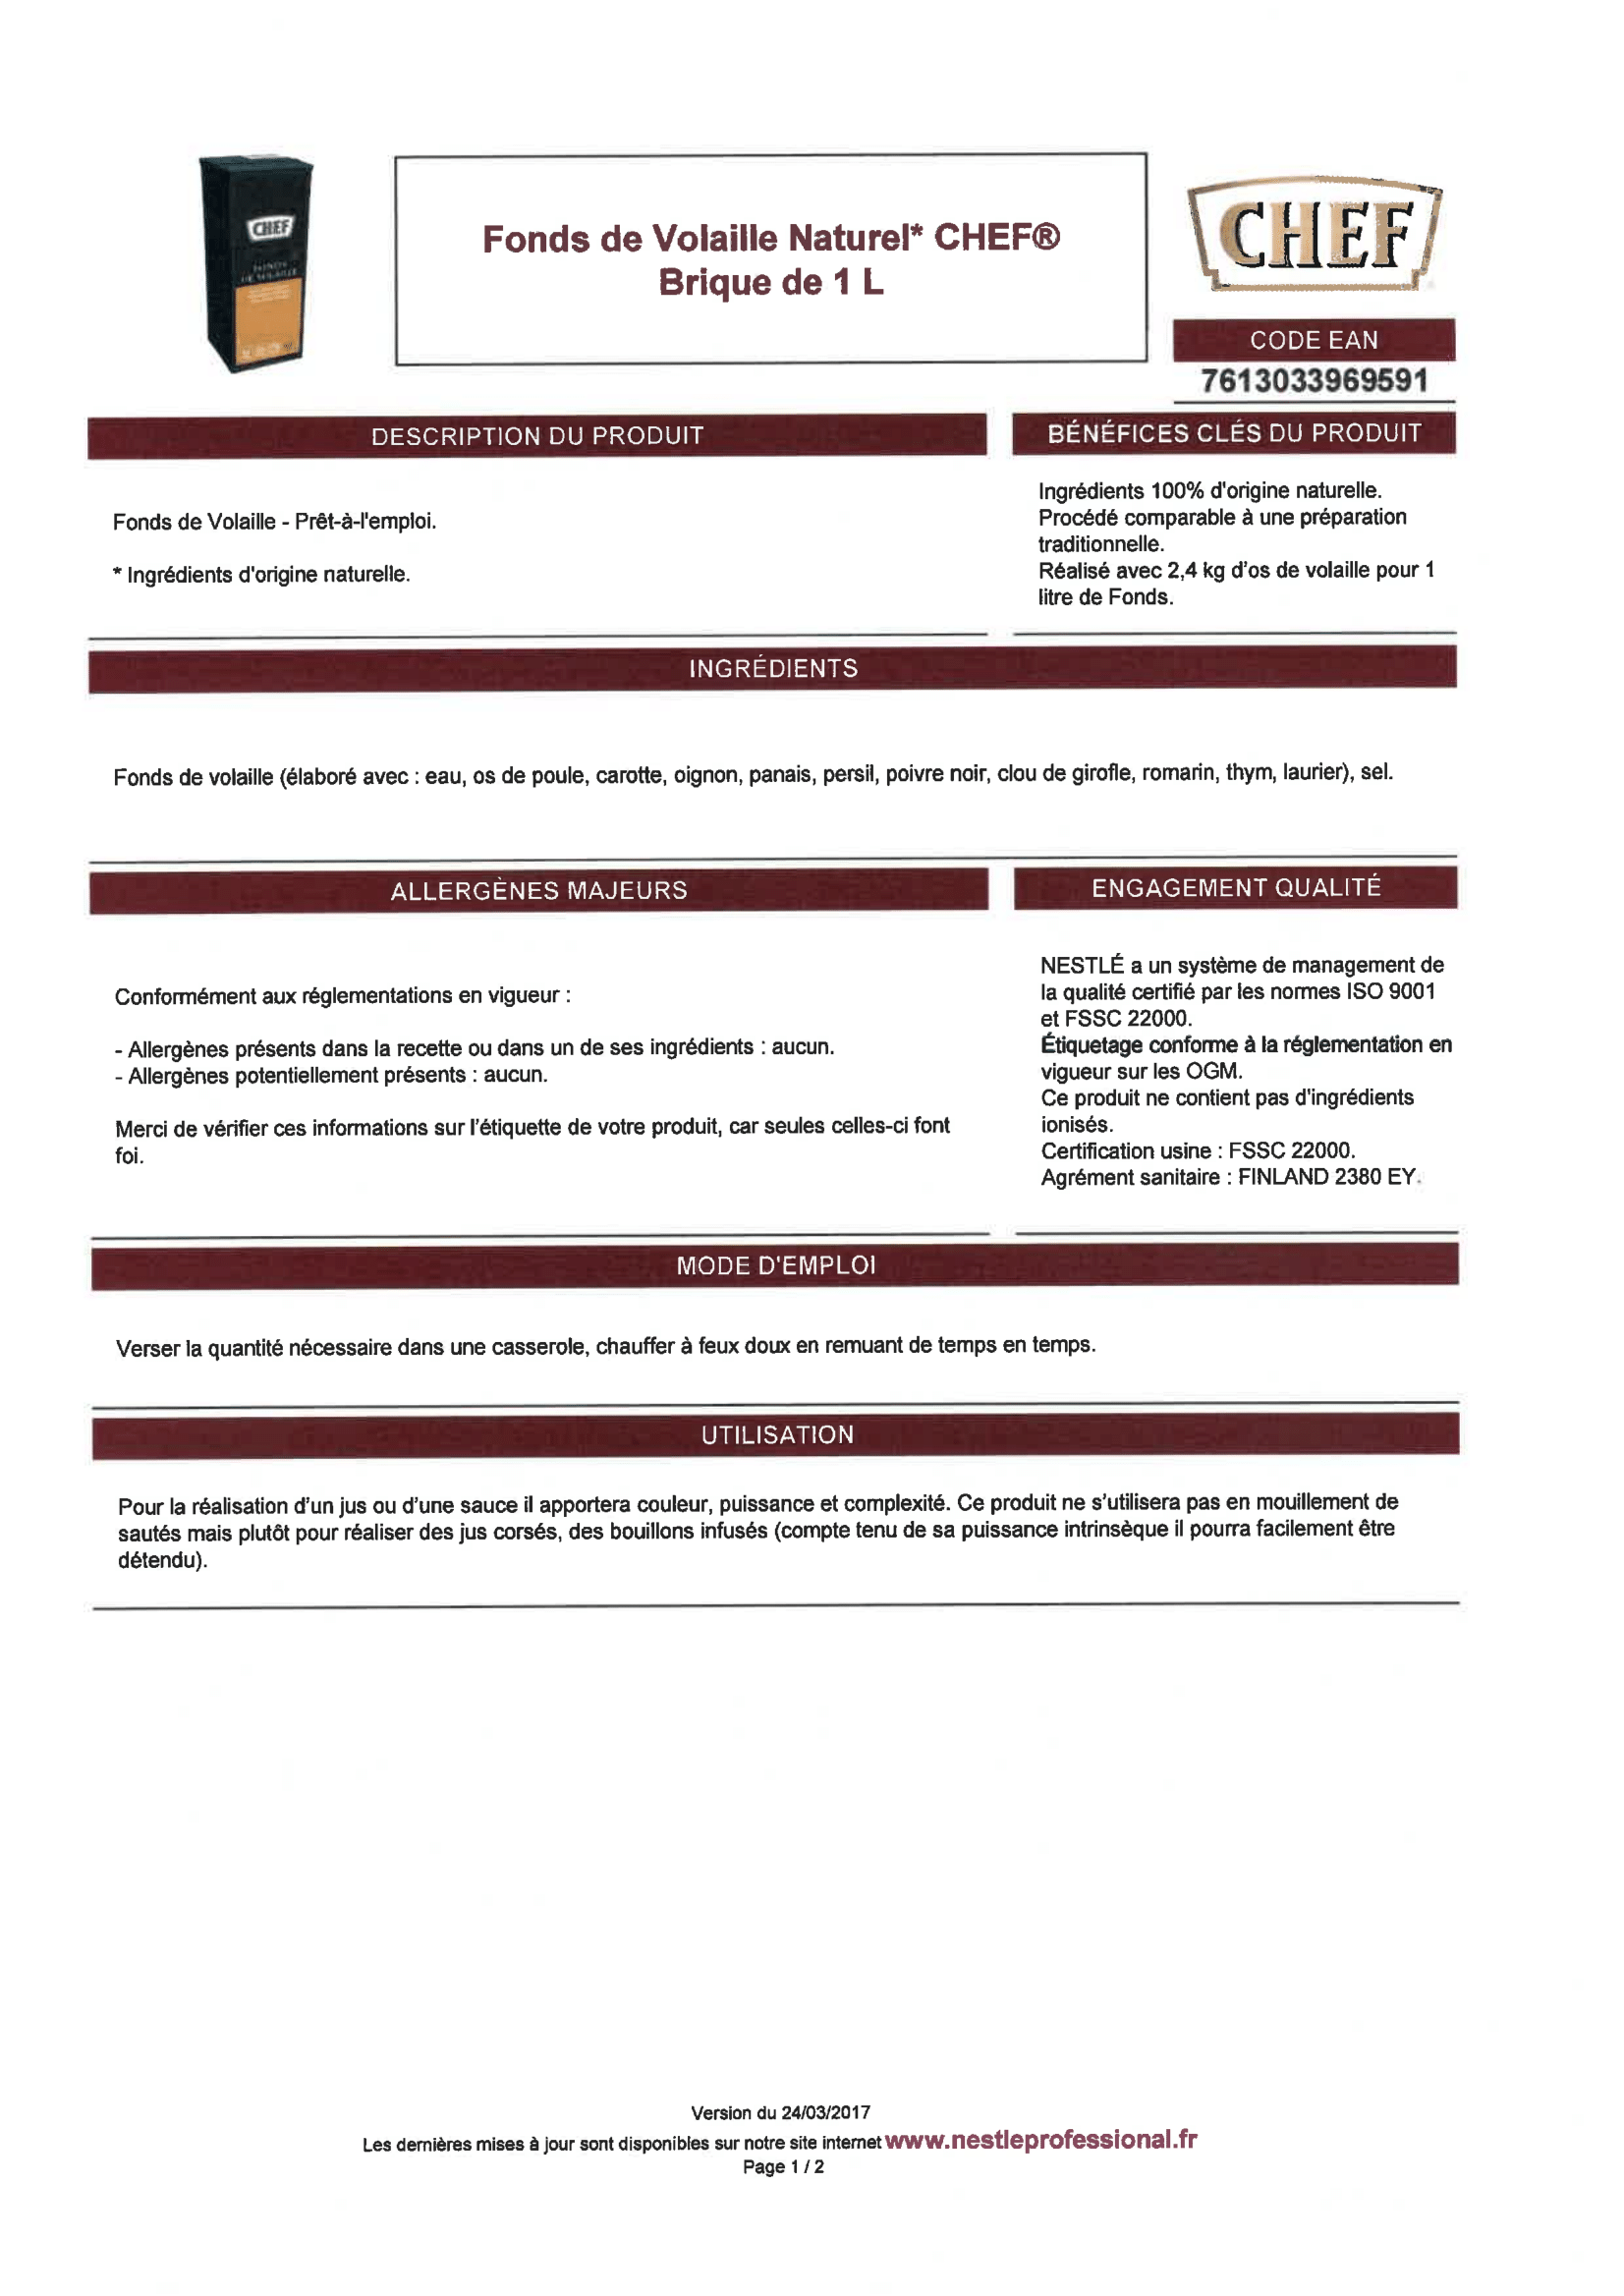 CHEF
FONDS
DE VOLAILLE
Fonds de Volaille Naturel* CHEF®
Brique de 1 L
CHEF
CODE EAN
7613033969591
DESCRIPTION DU PRODUIT
Fonds de Volaille - Prêt-à-l'emploi.
* Ingrédients d'origine naturelle.
BÉNÉFICES CLÉS DU PRODUIT
Ingrédients 100% d'origine naturelle.
Procédé comparable à une préparation
traditionnelle.
Réalisé avec 2,4 kg d'os de volaille pour 1
litre de Fonds.
INGRÉDIENTS
Fonds de volaille (élaboré avec : eau, os de poule, carotte, oignon, panais, persil, poivre noir, clou de girofle, romarin, thym, laurier), sel.
ALLERGÈNES MAJEURS
Conformément aux réglementations en vigueur :
- Allergènes présents dans la recette ou dans un de ses ingrédients : aucun.
- Allergènes potentiellement présents : aucun.
Merci de vérifier ces informations sur l'étiquette de votre produit, car seules celles-ci font
foi.
ENGAGEMENT QUALITÉ
NESTLÉ a un système de management de
la qualité certifié par les normes ISO 9001
et FSSC 22000.
Étiquetage conforme à la réglementation en
vigueur sur les OGM.
Ce produit ne contient pas d'ingrédients
ionisés.
Certification usine : FSSC 22000.
Agrément sanitaire : FINLAND 2380 EY.
MODE D'EMPLOI
Verser la quantité nécessaire dans une casserole, chauffer à feux doux en remuant de temps en temps.
UTILISATION
Pour la réalisation d'un jus ou d'une sauce il apportera couleur, puissance et complexité. Ce produit ne s'utilisera pas en mouillement de
sautés mais plutôt pour réaliser des jus corsés, des bouillons infusés (compte tenu de sa puissance intrinsèque il pourra facilement être
détendu).
Version du 24/03/2017
Les dernières mises à jour sont disponibles sur notre site internet www.nestleprofessional.fr
Page 1 / 2